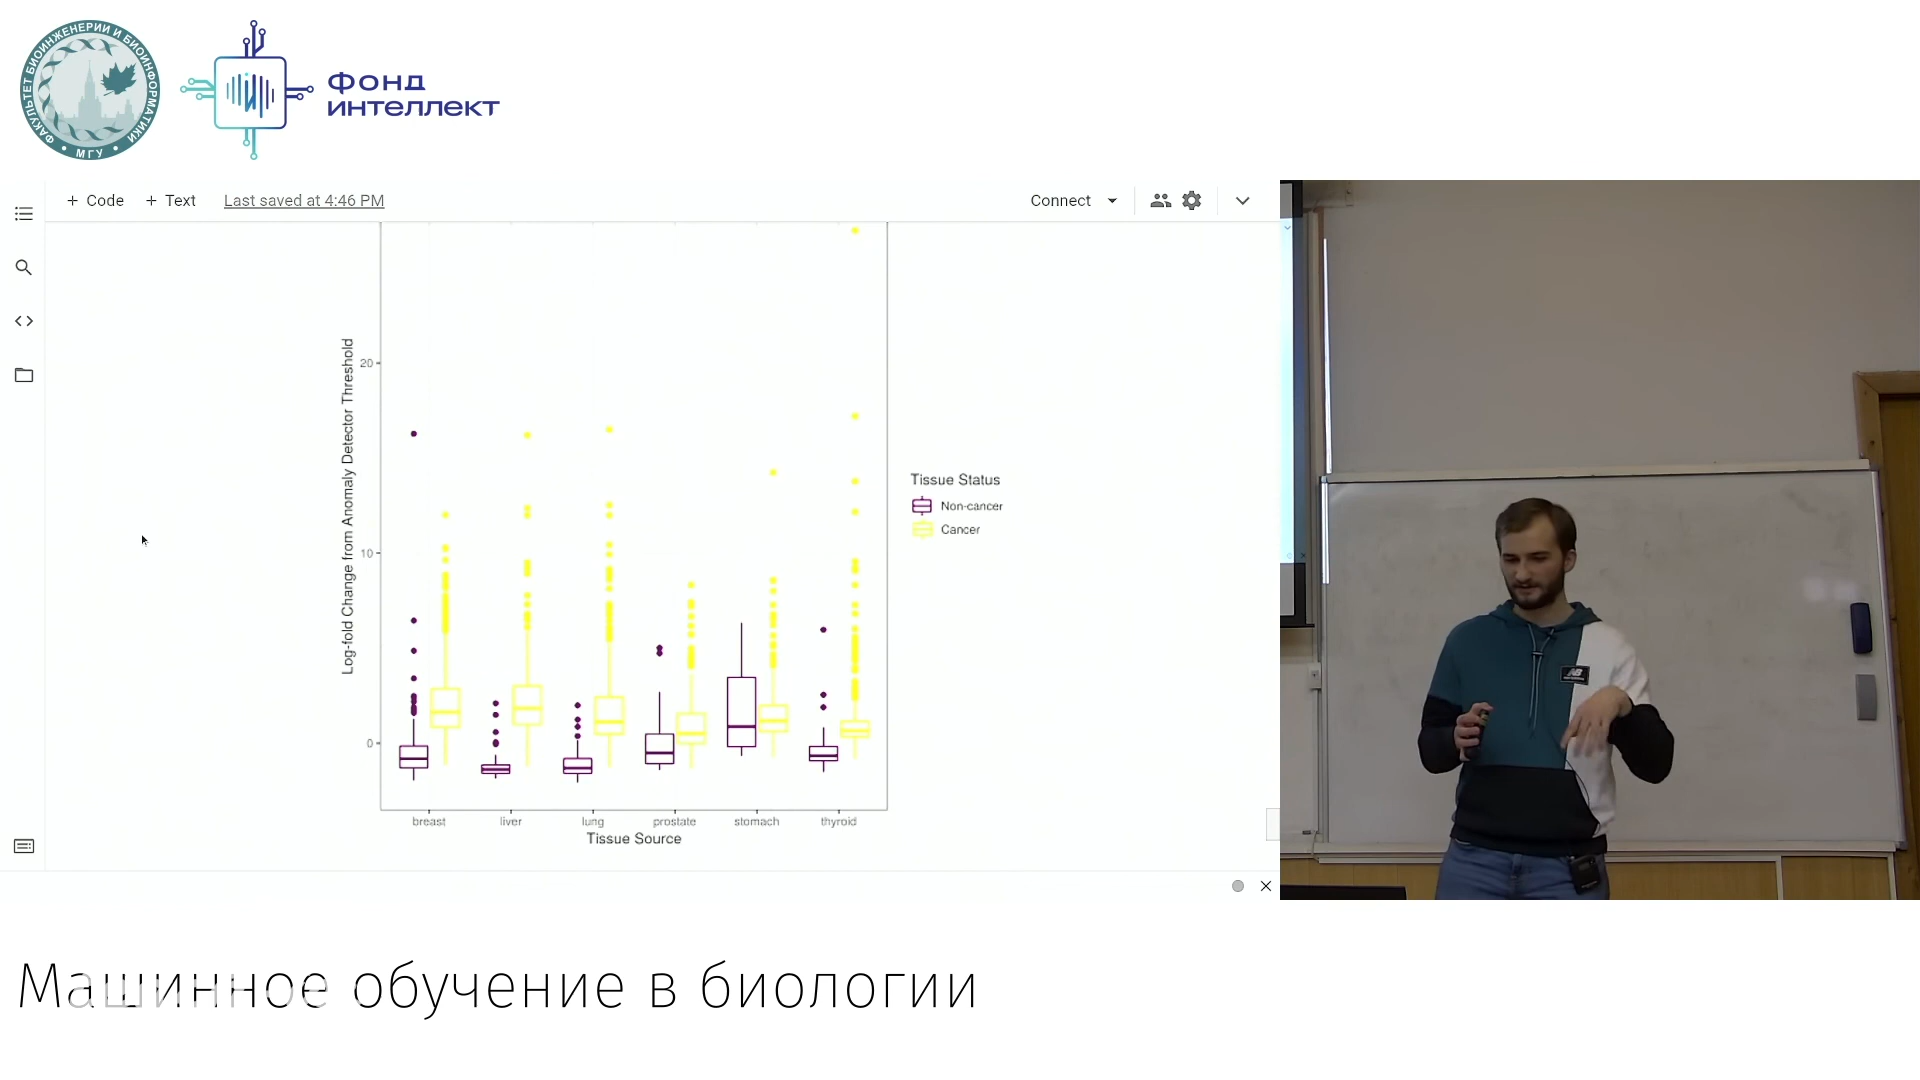 ФАКУЛЬТЕТ БИОИНЖЕНЕРИИ И БИОИНФОРМАТИКИ
МГУ
ФОНД
ИНТЕЛЛЕКТ
+ Code + Text Last saved at 4:46 PM Connect
20
10
0
Log-fold Change from Anomaly Detector Threshold
Tissue Status
Non-cancer
Cancer
breast liver lung prostate stomach thyroid
Tissue Source
NB
Машинное обучение в биологии